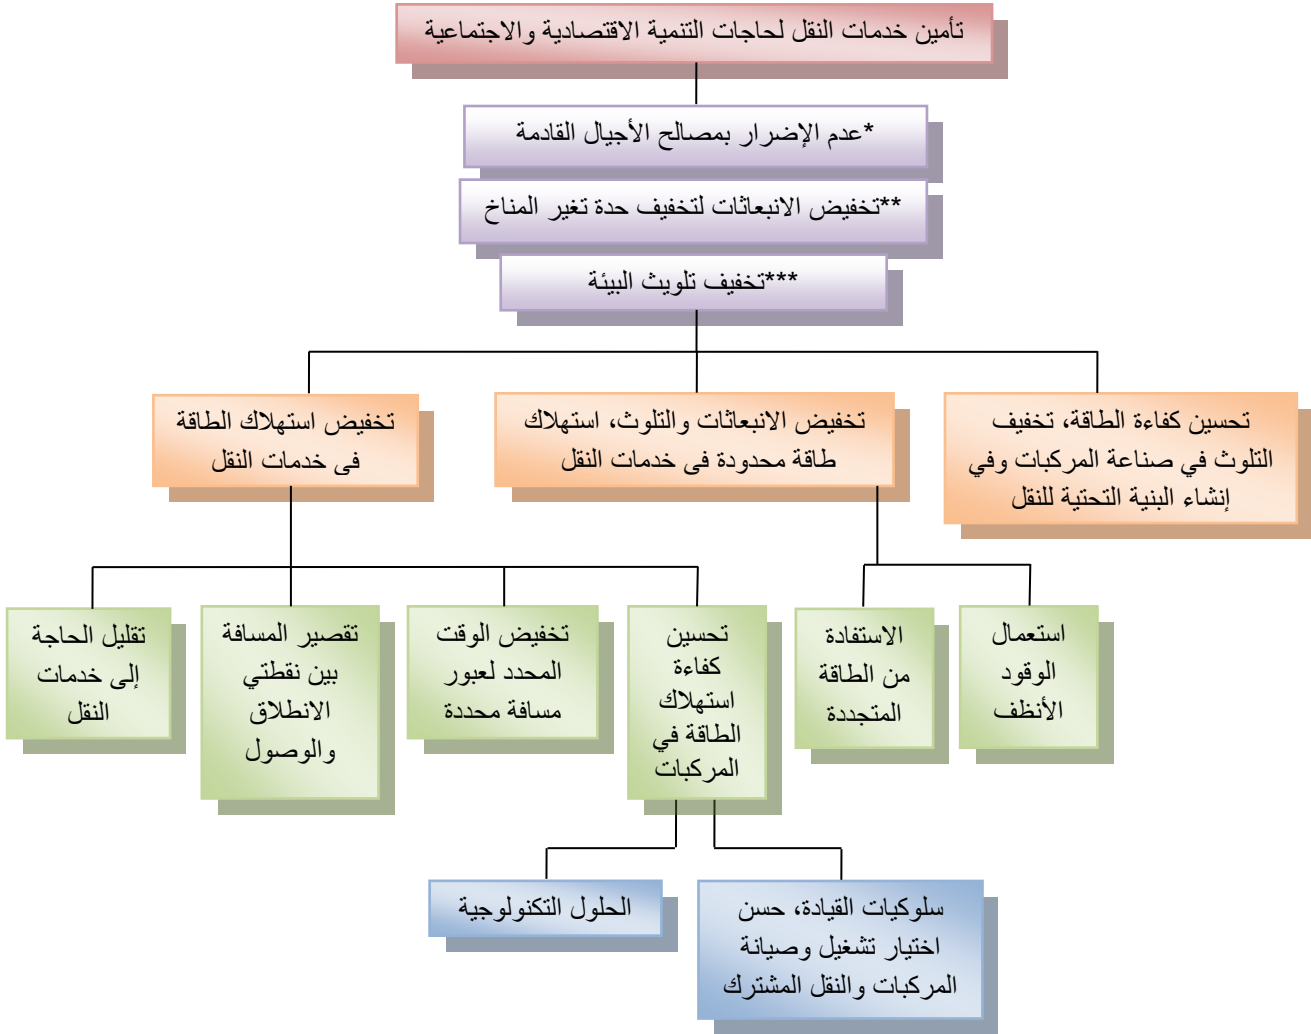 تأمين خدمات النقل لحاجات التنمية الاقتصادية والاجتماعية
*عدم الإضرار بمصالح الأجيال القادمة
**تخفيض الانبعاثات لتخفيف حدة تغير المناخ
***تخفيف تلويث البيئة
تحسين كفاءة الطاقة، تخفيف
التلوث في صناعة المركبات وفي
إنشاء البنية التحتية للنقل
تخفيض الانبعاثات والتلوث، استهلاك
طاقة محدودة فى خدمات النقل
تخفيض استهلاك الطاقة
فى خدمات النقل
استعمال
الوقود
الأنظف
الاستفادة
من الطاقة
المتجددة
تحسين
كفاءة
استهلاك
الطاقة في
المركبات
تخفيض الوقت
المحدد لعبور
مسافة محددة
تقصير المسافة
بين نقطتي
الانطلاق
والوصول
تقليل الحاجة
إلى خدمات
النقل
سلوكيات القيادة، حسن
اختيار تشغيل وصيانة
المركبات والنقل المشترك
الحلول التكنولوجية